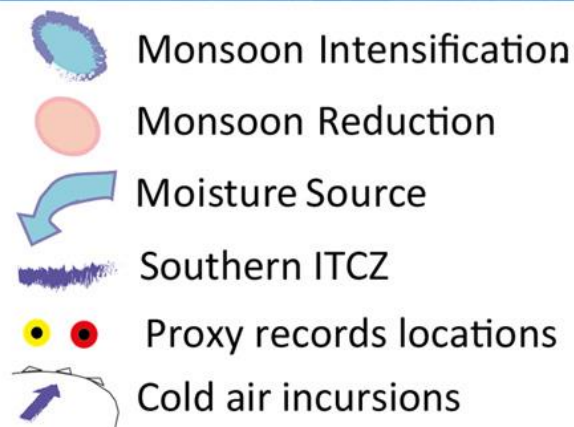 Monsoon Intensification
Monsoon Reduction
Moisture Source
Southern ITCZ
Proxy records locations
Cold air incursions